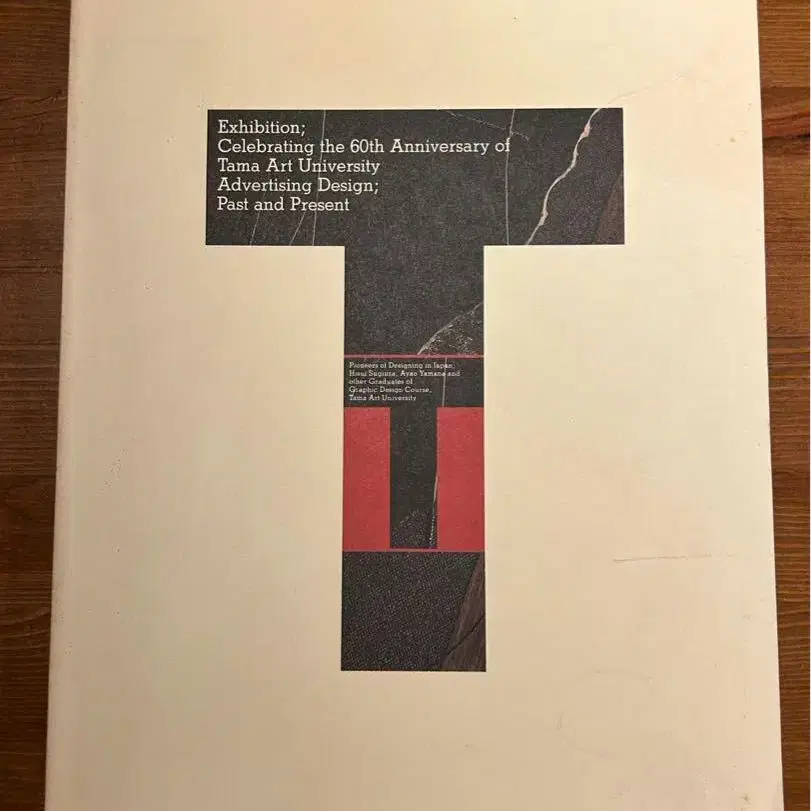 Exhibition;
Celebrating the 60th Anniversary of
Tama Art University
Advertising Design;
Past and Present
Pioneers of Designing in Japan,
Hisui Sugiura, Ayao Yamana and
other Graduates of
Graphic Design Course,
Tama Art University